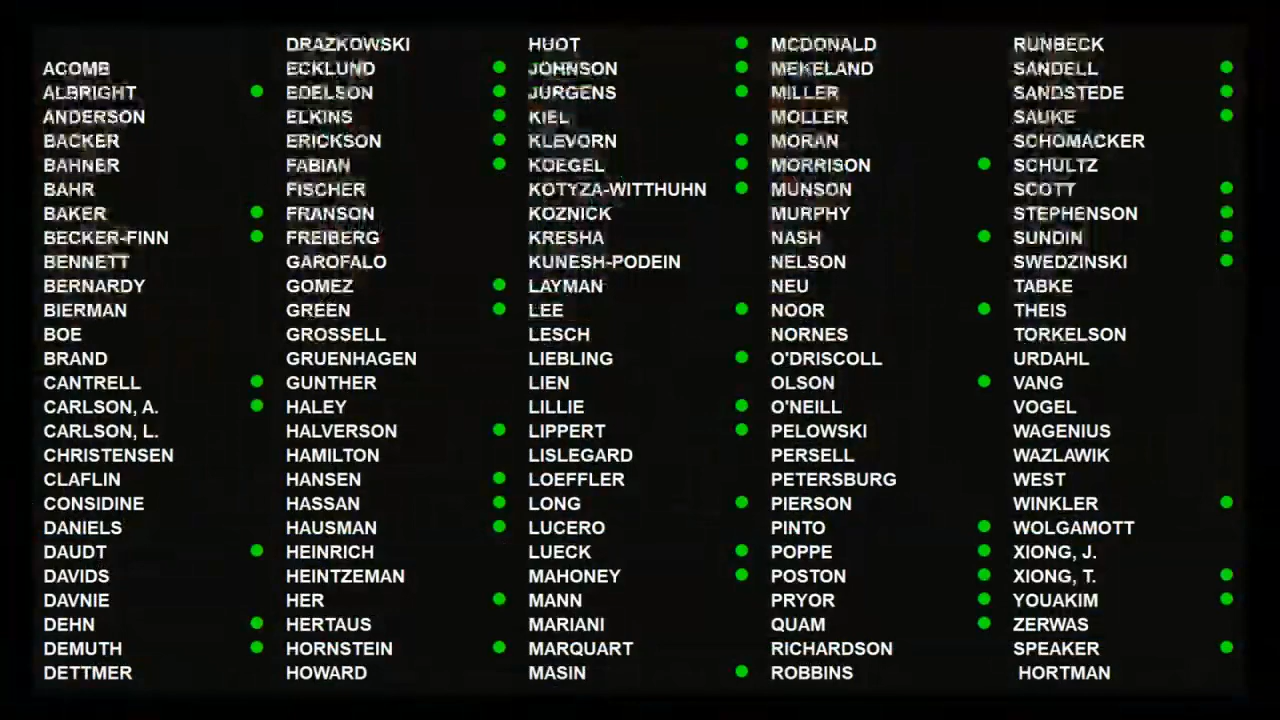 DRAZKOWSKI HUOT MCDONALD RUNBECK
ACOMB ECKLUND JOHNSON MEKELAND SANDELL
ALBRIGHT EDELSON JURGENS MILLER SANDSTEDE
ANDERSON ELKINS KIEL MOLLER SAUKE
BACKER ERICKSON KLEVORN MORAN SCHOMACKER
BAHNER FABIAN KOEGEL MORRISON SCHULTZ
BAHR FISCHER KOTYZA-WITTHUHN MUNSON SCOTT
BAKER FRANSON KOZNICK MURPHY STEPHENSON
BECKER-FINN FREIBERG KRESHA NASH SUNDIN
BENNETT GAROFALO KUNESH-PODEIN NELSON SWEDZINSKI
BERNARDY GOMEZ LAYMAN NEU TABKE
BIERMAN GREEN LEE NOOR THEIS
BOE GROSSELL LESCH NORNES TORKELSON
BRAND GRUENHAGEN LIEBLING O'DRISCOLL URDAHL
CANTRELL GUNTHER LIEN OLSON VANG
CARLSON, A. HALEY LILLIE O'NEILL VOGEL
CARLSON, L. HALVERSON LIPPERT PELOWSKI WAGENIUS
CHRISTENSEN HAMILTON LISLEGARD PERSELL WAZLAWIK
CLAFLIN HANSEN LOEFFLER PETERSBURG WEST
CONSIDINE HASSAN LONG PIERSON WINKLER
DANIELS HAUSMAN LUCERO PINTO WOLGAMOTT
DAUDT HEINRICH LUECK POPPE XIONG, J.
DAVIDS HEINTZEMAN MAHONEY POSTON XIONG, T.
DAVNIE HER MANN PRYOR YOUAKIM
DEHN HERTAUS MARIANI QUAM ZERWAS
DEMUTH HORNSTEIN MARQUART RICHARDSON SPEAKER
DETTMER HOWARD MASIN ROBBINS HORTMAN